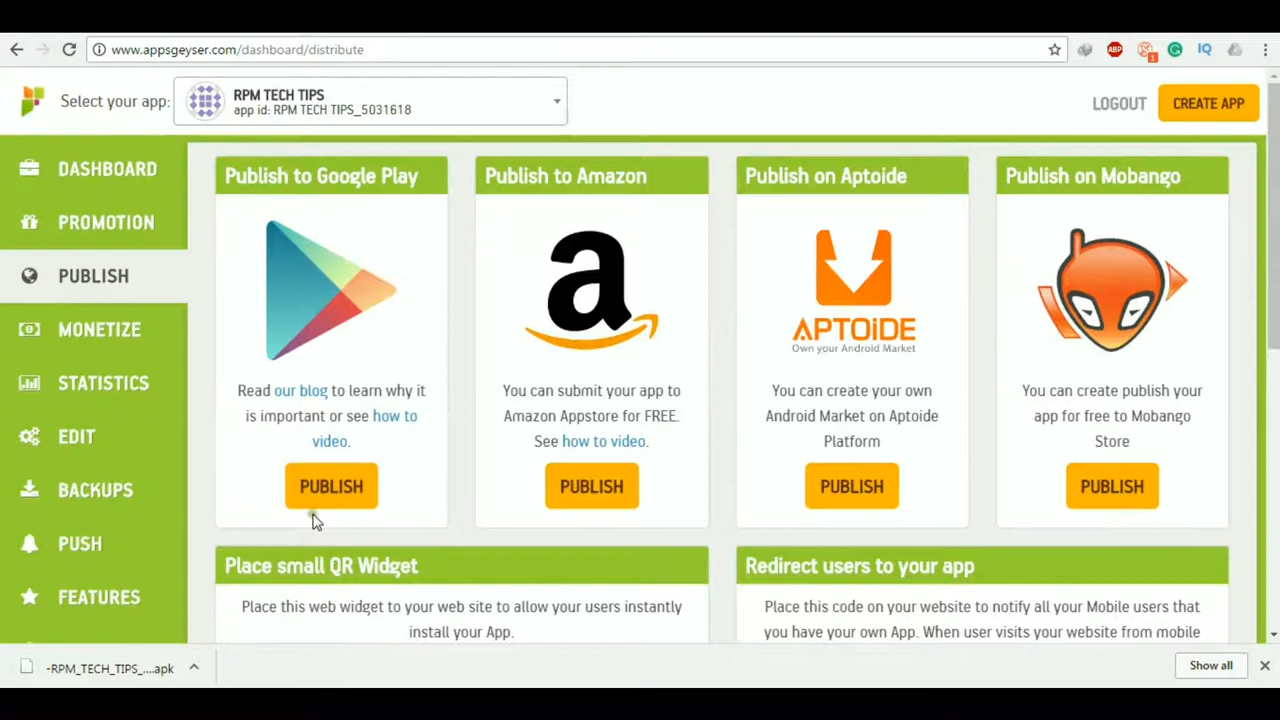 www.appsgeyser.com/dashboard/distribute
ABP
1
IQ
Select your app:
RPM TECH TIPS
app id: RPM TECH TIPS_5031618
LOGOUT
CREATE APP
DASHBOARD
PROMOTION
PUBLISH
MONETIZE
STATISTICS
EDIT
BACKUPS
PUSH
FEATURES
Publish to Google Play
Read our blog to learn why it
is important or see how to
video.
PUBLISH
Publish to Amazon
a
You can submit your app to
Amazon Appstore for FREE.
See how to video.
PUBLISH
Publish on Aptoide
APTOiDE
Own your Android Market
You can create your own
Android Market on Aptoide
Platform
PUBLISH
Publish on Mobango
You can create publish your
app for free to Mobango
Store
PUBLISH
Place small QR Widget
Place this web widget to your web site to allow your users instantly
install your App.
Redirect users to your app
Place this code on your website to notify all your Mobile users that
you have your own App. When user visits your website from mobile
-RPM_TECH_TIPS_....apk
Show all